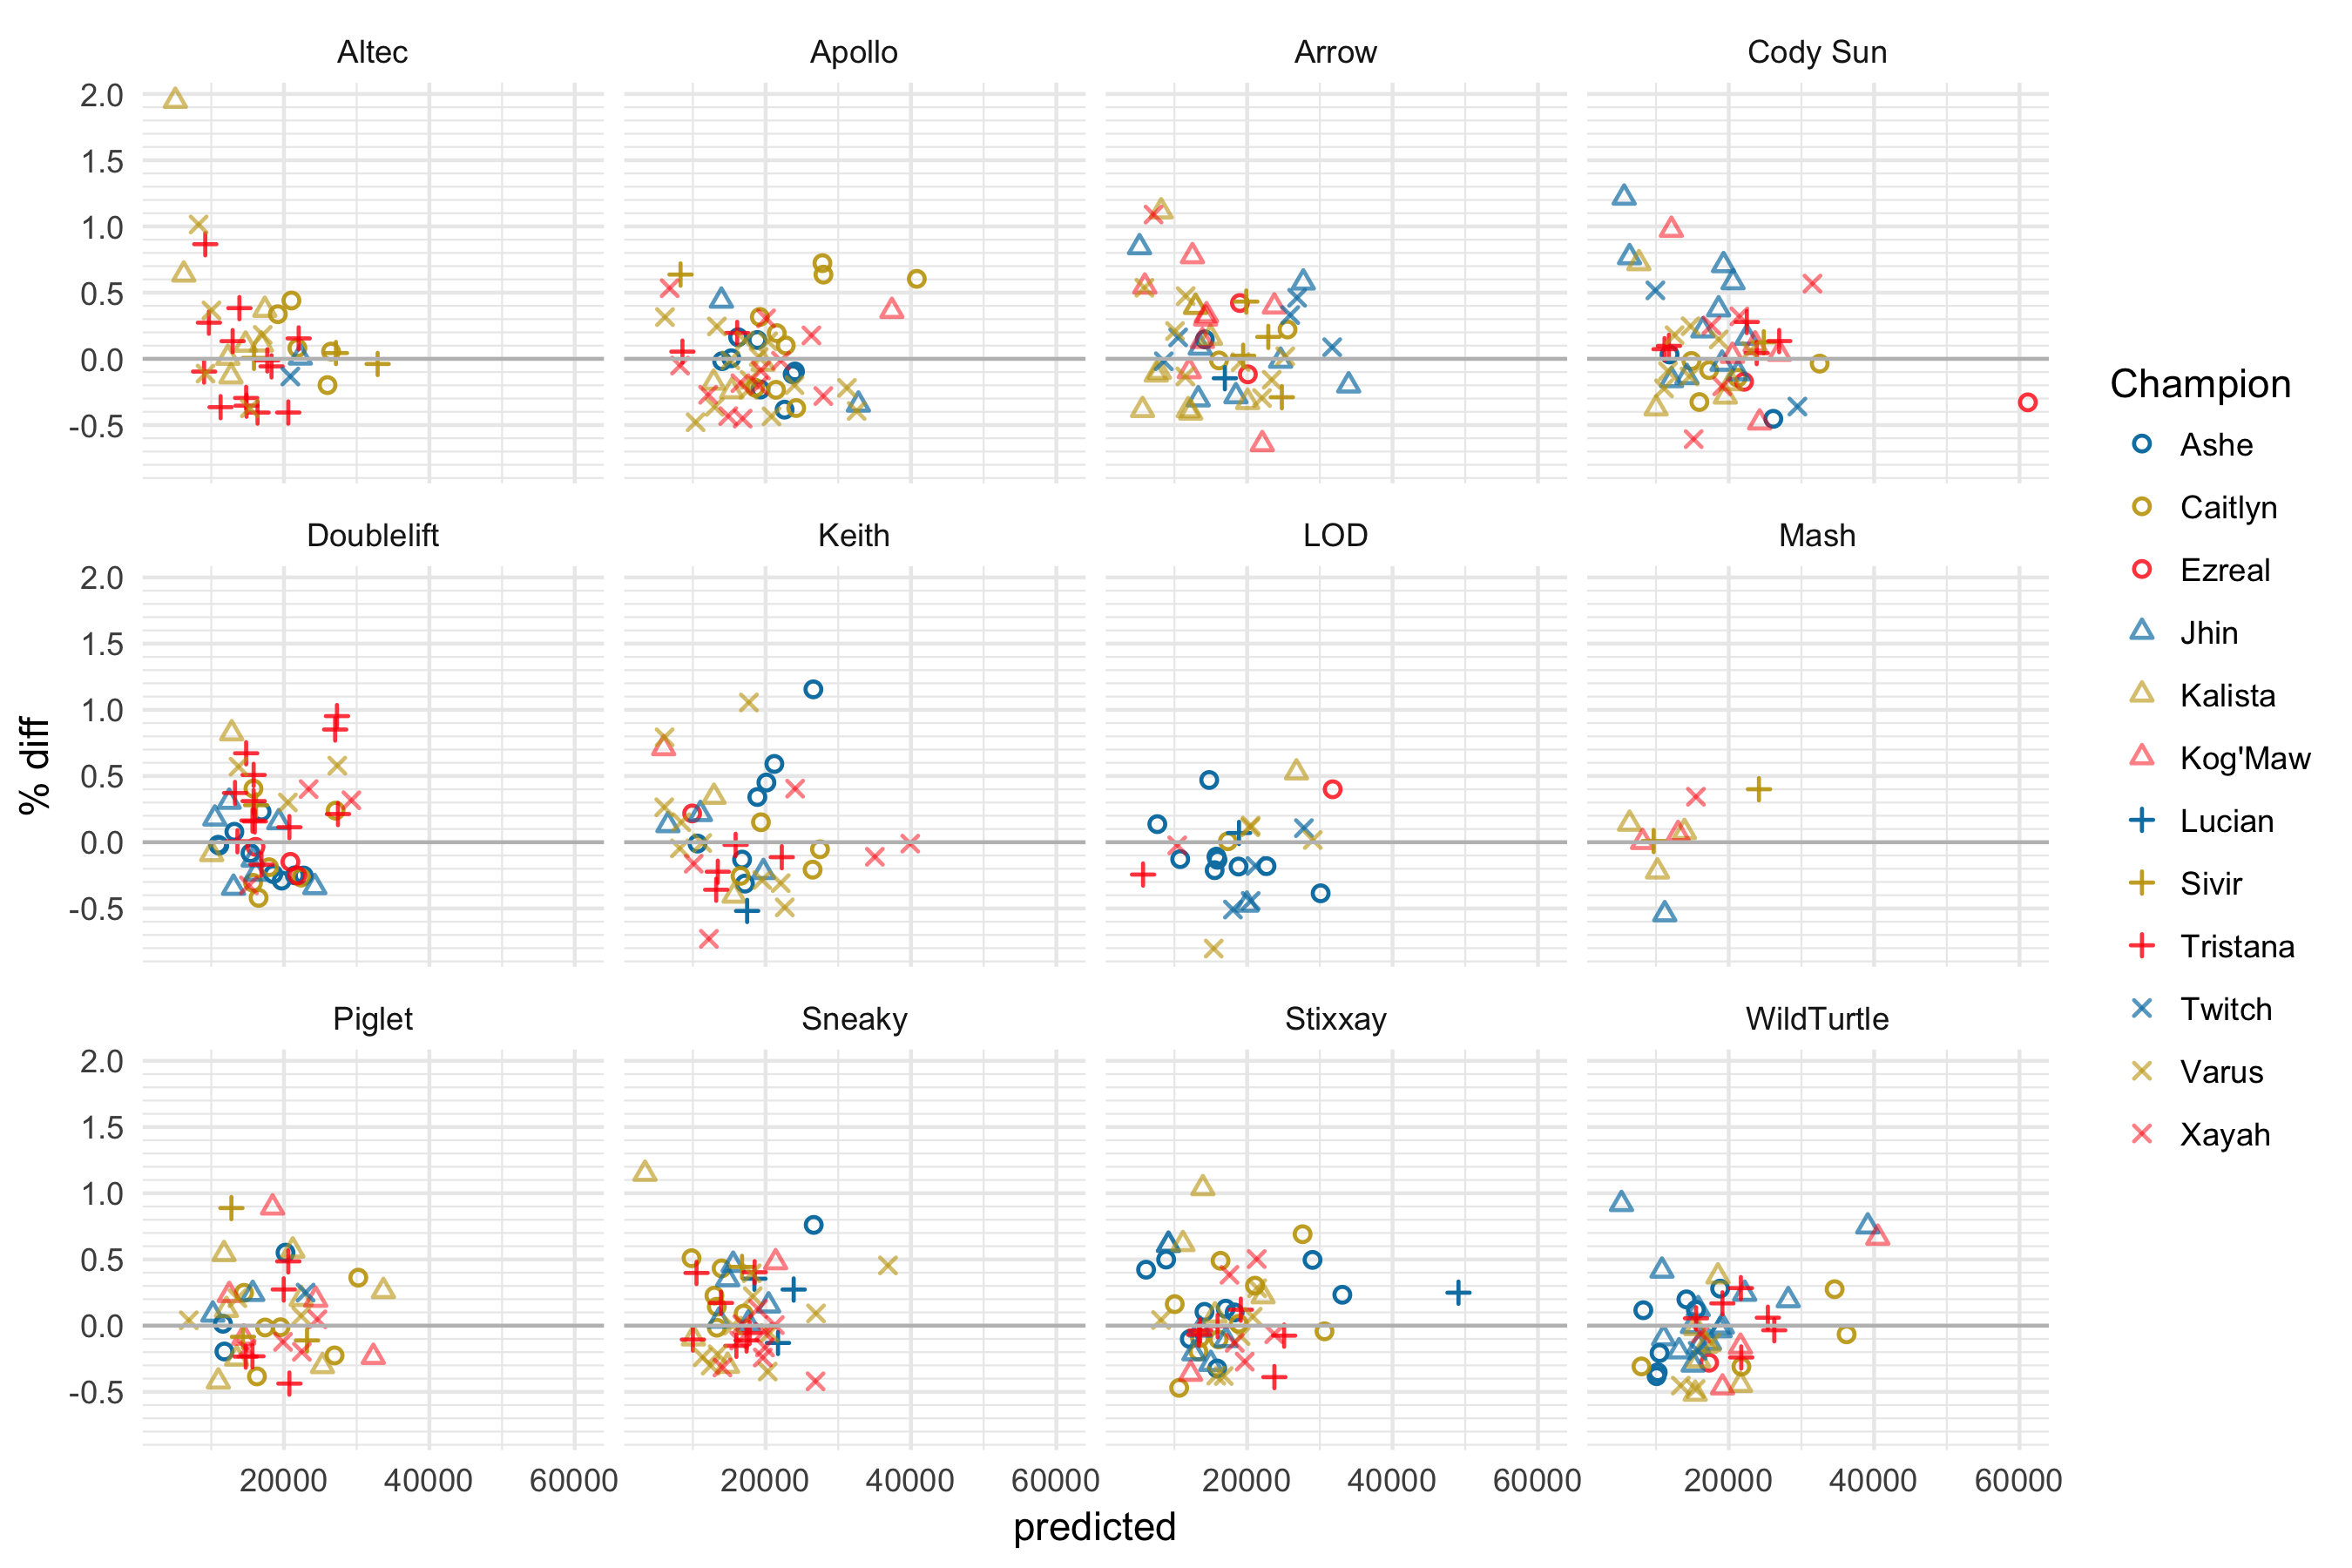 Altec Apollo Arrow Cody Sun
2.0
1.5
1.0
0.5
0.0
-0.5
Doublelift Keith LOD Mash
2.0
1.5
1.0
0.5
0.0
-0.5
Piglet Sneaky Stixxay WildTurtle
2.0
1.5
1.0
0.5
0.0
-0.5
20000 40000 60000 20000 40000 60000 20000 40000 60000 20000 40000 60000
predicted
% diff
Champion
Ashe
Caitlyn
Ezreal
Jhin
Kalista
Kog'Maw
Lucian
Sivir
Tristana
Twitch
Varus
Xayah